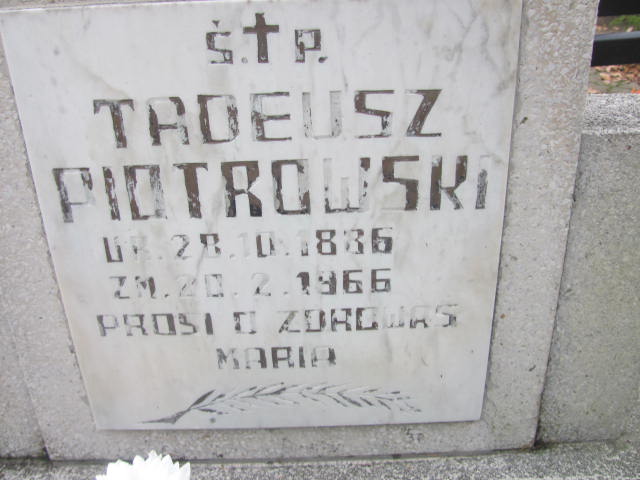 Ś.†P.
TADEUSZ
PIOTROWSKI
UR. 28.10.1886
ZM. 20.2.1966
PROSI O ZDROWAŚ
MARIA